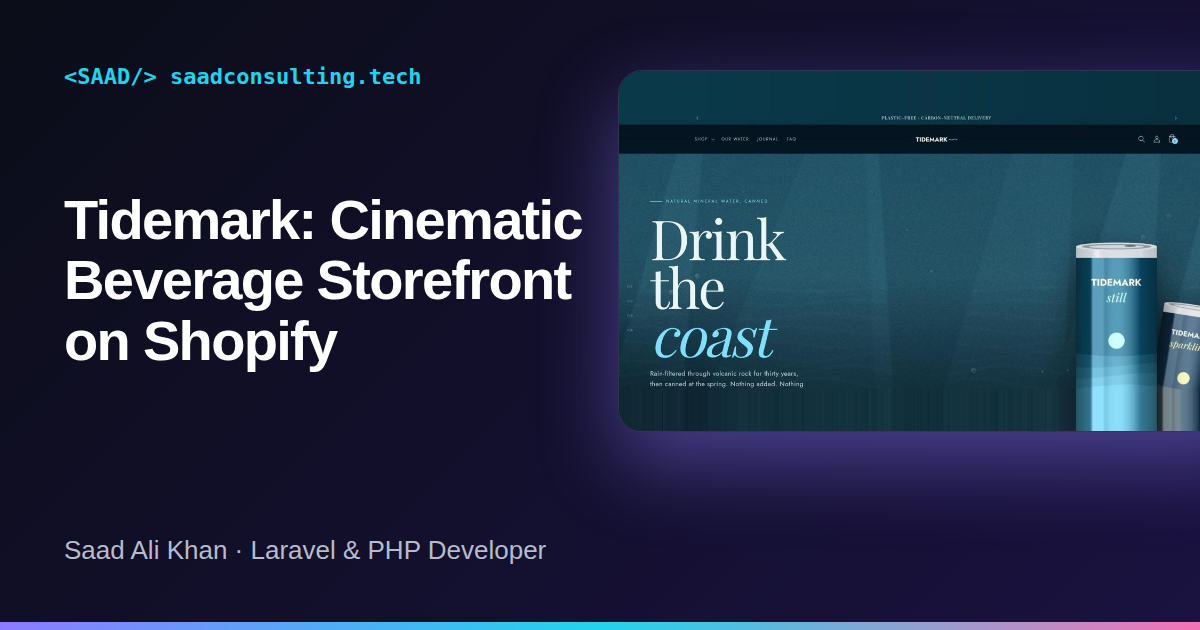 <SAAD/> saadconsulting.tech
Tidemark: Cinematic
Beverage Storefront
on Shopify
Saad Ali Khan · Laravel & PHP Developer
PLASTIC-FREE · CARBON-NEUTRAL DELIVERY
SHOP OUR WATER JOURNAL FAQ
TIDEMARK
NATURAL MINERAL WATER, CANNED
Drink
the
coast
Rain-filtered through volcanic rock for thirty years,
then canned at the spring. Nothing added. Nothing
TIDEMARK
still
TIDEMA
sparklin